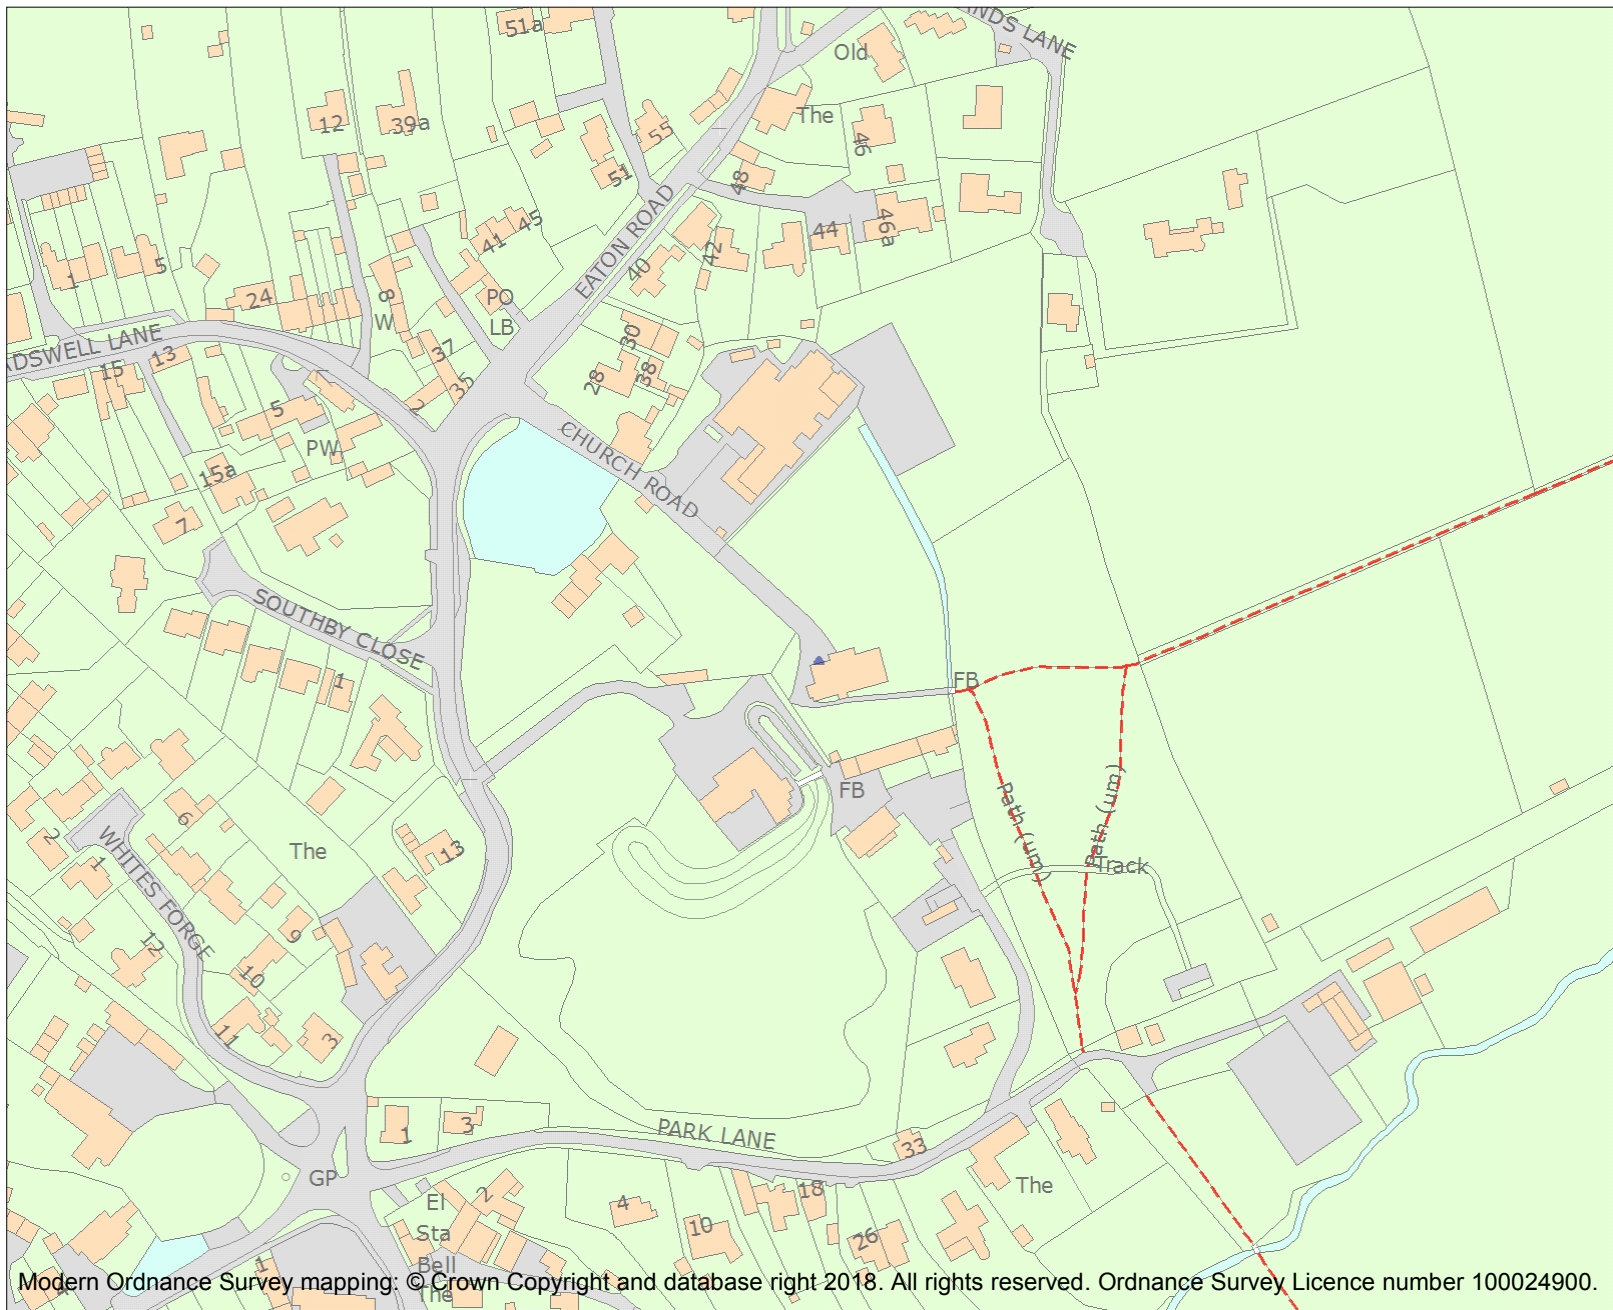 51a
NDS LANE
Old
12
39a
The
55
46
51
48
45
41
EATON ROAD
44
46a
42
40
1
5
24
8
PO
W
LB
30
37
28
38
35
ADSWELL LANE
15
13
5
2
CHURCH ROAD
PW
15a
7
SOUTHBY CLOSE
1
FB
FB
Path (um)
Path (um)
Track
6
2
1
The
13
WHITES FORGE
9
12
10
11
3
1
3
PARK LANE
33
GP
El
Sta
2
4
10
18
26
The
Bell
The
1
4
Modern Ordnance Survey mapping: © Crown Copyright and database right 2018. All rights reserved. Ordnance Survey Licence number 100024900.